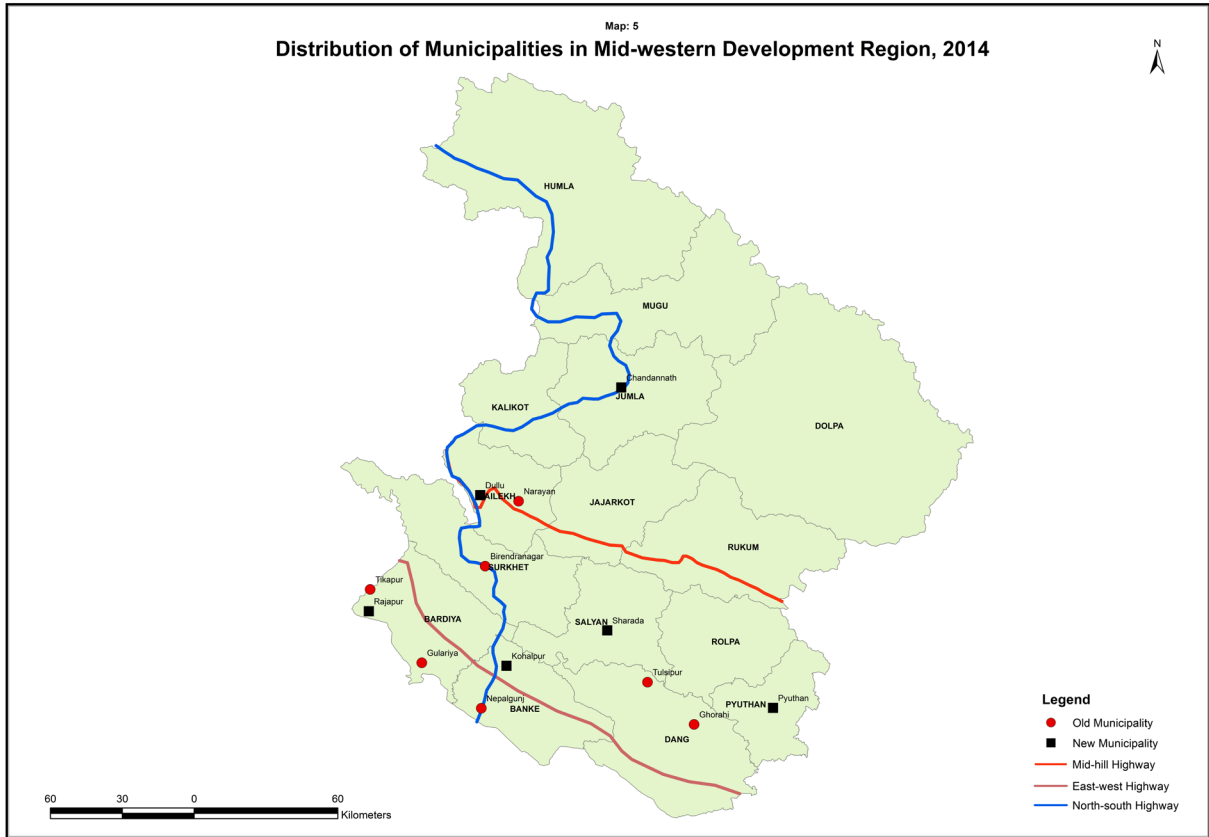 Map: 5
Distribution of Municipalities in Mid-western Development Region, 2014
N
HUMLA
MUGU
Chandannath
JUMLA
KALIKOT
DOLPA
Dullu
AILEKH
Narayan
JAJARKOT
RUKUM
Birendranagar
SURKHET
Tikapur
Rajapur
BARDIYA
SALYAN
Sharada
ROLPA
Gulariya
Kohalpur
Tulsipur
Nepalgunj
BANKE
PYUTHAN
Pyuthan
Ghorahi
DANG
Legend
Old Municipality
New Municipality
Mid-hill Highway
East-west Highway
North-south Highway
60 30 0 60
Kilometers